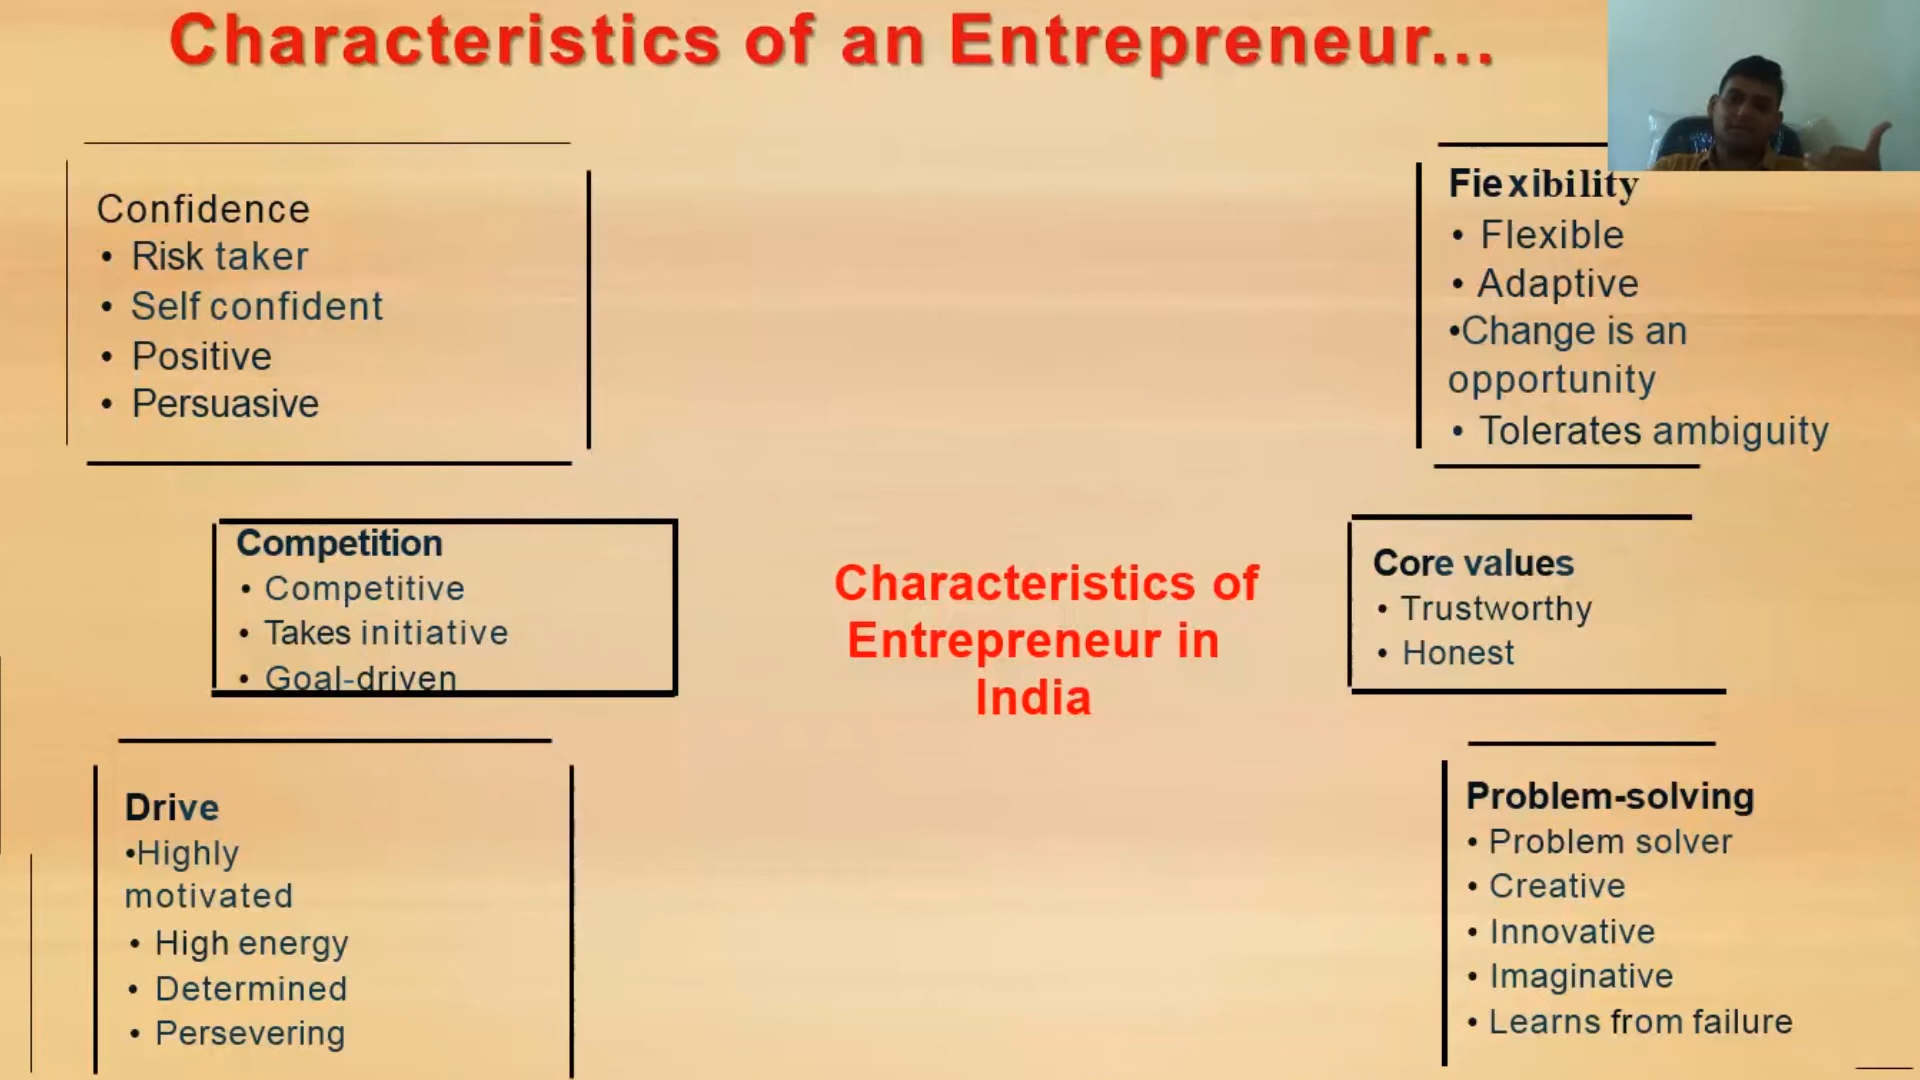 Characteristics of an Entrepreneur...
Confidence
• Risk taker
• Self confident
• Positive
• Persuasive
Competition
• Competitive
• Takes initiative
• Goal-driven
Drive
•Highly
motivated
• High energy
• Determined
• Persevering
Characteristics of
Entrepreneur in
India
Fiexibility
• Flexible
• Adaptive
•Change is an
opportunity
• Tolerates ambiguity
Core values
• Trustworthy
• Honest
Problem-solving
• Problem solver
• Creative
• Innovative
• Imaginative
• Learns from failure